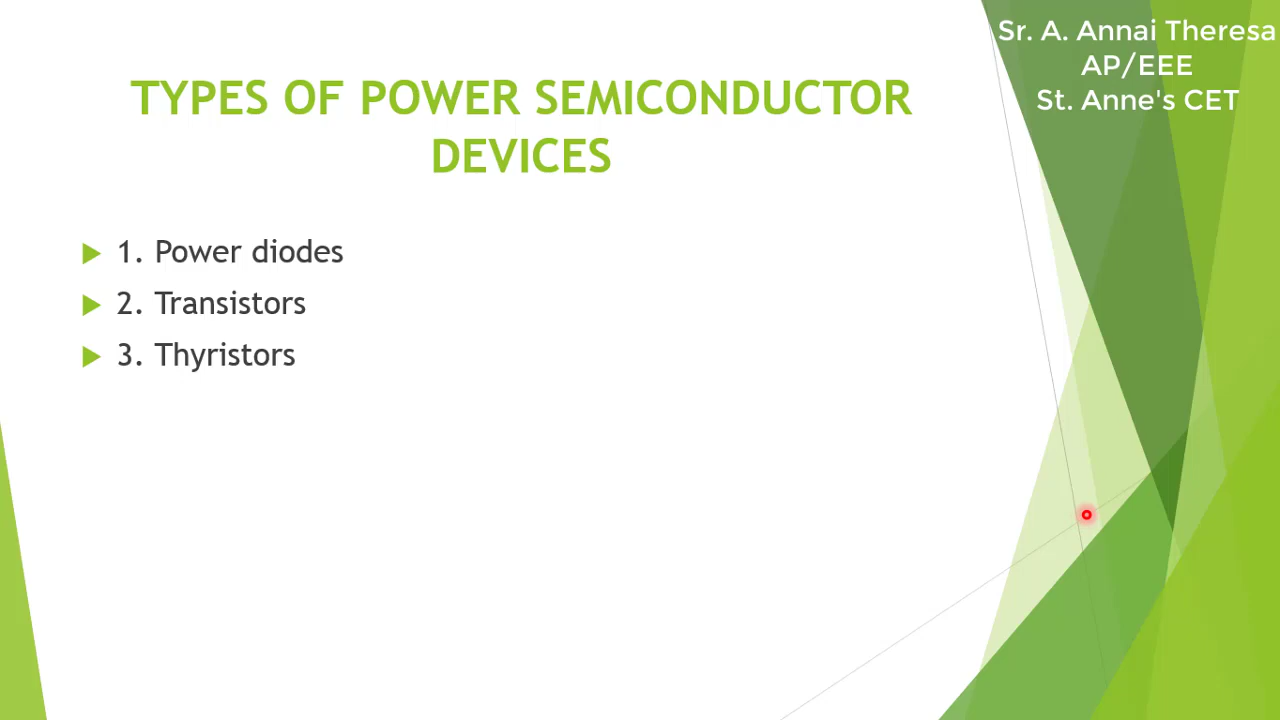 Sr. A. Annai Theresa
AP/EEE
St. Anne's CET
TYPES OF POWER SEMICONDUCTOR
DEVICES
1. Power diodes
2. Transistors
3. Thyristors